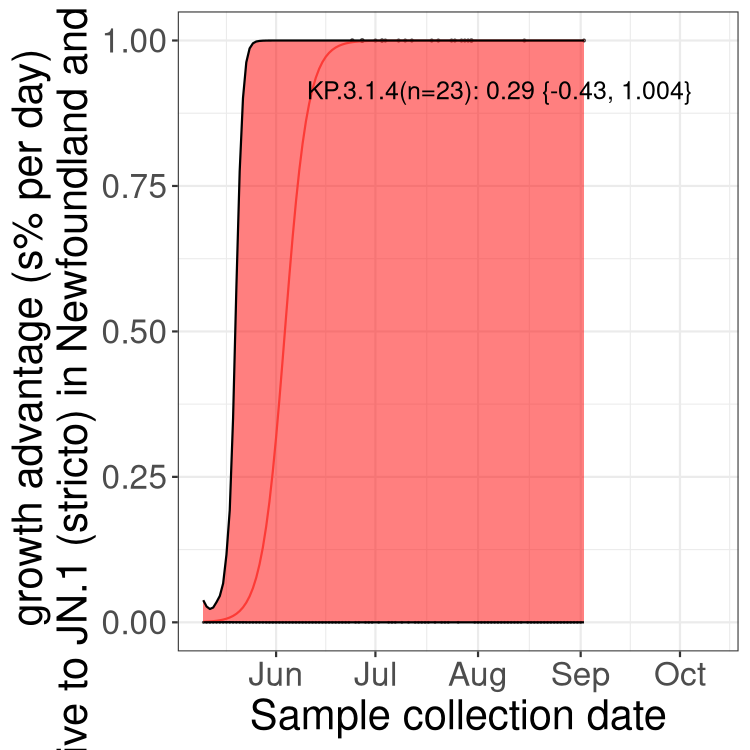 growth advantage (s% per day)
ive to JN.1 (stricto) in Newfoundland and
1.00
0.75
0.50
0.25
0.00
KP.3.1.4(n=23): 0.29 {-0.43, 1.004}
Jun Jul Aug Sep Oct
Sample collection date